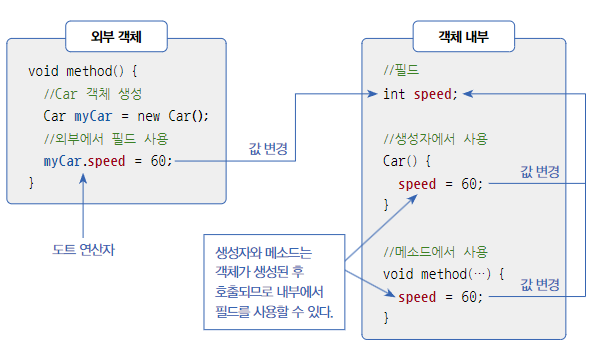 외부 객체
void method() {
//Car 객체 생성
Car myCar = new Car();
//외부에서 필드 사용
myCar.speed = 60;
}
도트 연산자
값 변경
객체 내부
//필드
int speed;
//생성자에서 사용
Car() {
speed = 60;
}
값 변경
//메소드에서 사용
void method(…) {
speed = 60;
}
값 변경
생성자와 메소드는
객체가 생성된 후
호출되므로 내부에서
필드를 사용할 수 있다.